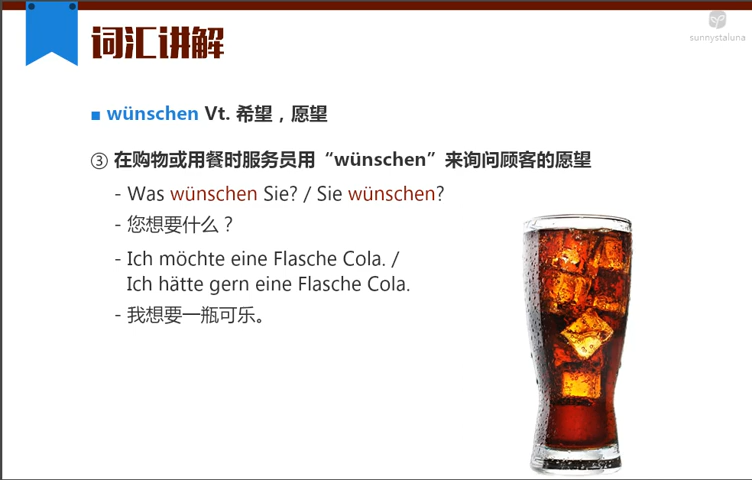 词汇讲解
sunnystaluna
wünschen Vt. 希望，愿望
③ 在购物或用餐时服务员用“wünschen”来询问顾客的愿望
- Was wünschen Sie? / Sie wünschen?
- 您想要什么？
- Ich möchte eine Flasche Cola. /
Ich hätte gern eine Flasche Cola.
- 我想要一瓶可乐。